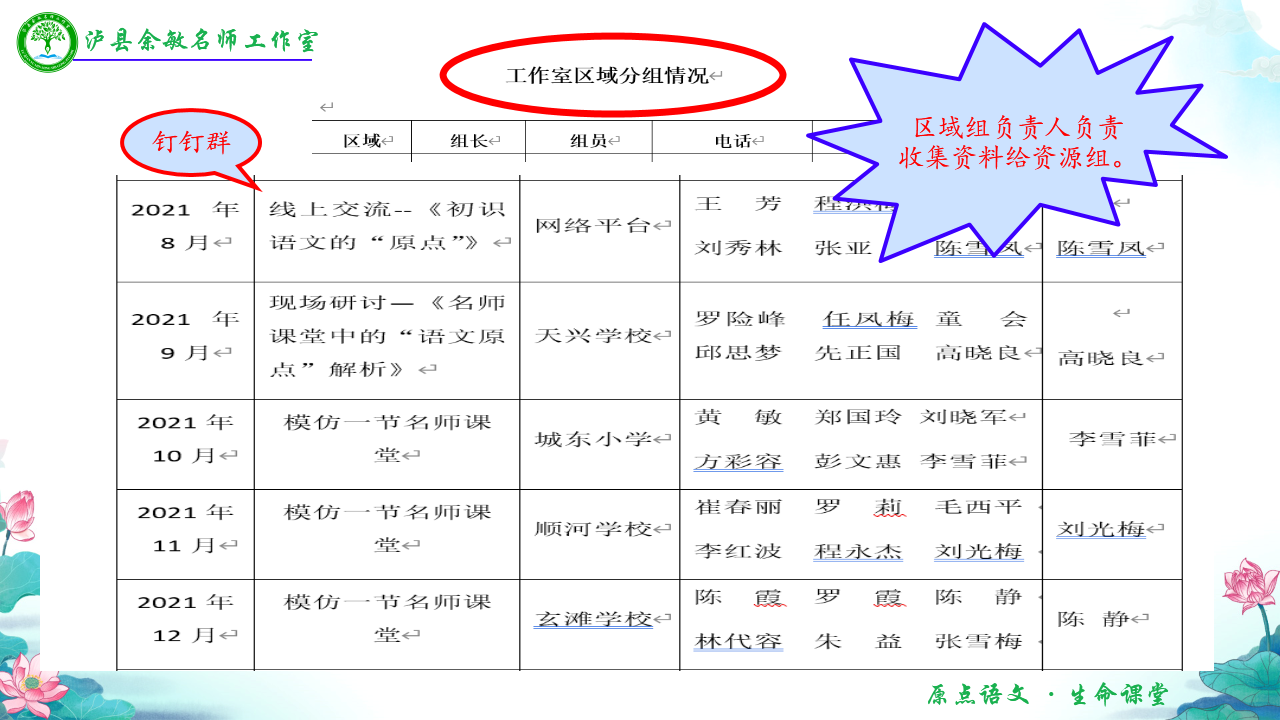 泸县余敏名师工作室
工作室区域分组情况
钉钉群
区域组负责人负责
收集资料给资源组。
区域 组长 组员 电话
2021 年
8 月
线上交流--《初识
语文的“原点”》
网络平台
王 芳 程洪梅
刘秀林 张亚 陈雪凤
陈雪凤
2021 年
9 月
现场研讨—《名师
课堂中的“语文原
点”解析》
天兴学校
罗险峰 任凤梅 童 会
邱思梦 先正国 高晓良
高晓良
2021 年
10 月
模仿一节名师课
堂
城东小学
黄 敏 郑国玲 刘晓军
方彩容 彭文惠 李雪菲
李雪菲
2021 年
11 月
模仿一节名师课
堂
顺河学校
崔春丽 罗 莉 毛西平
李红波 程永杰 刘光梅
刘光梅
2021 年
12 月
模仿一节名师课
堂
玄滩学校
陈 霞 罗 霞 陈 静
林代容 朱 益 张雪梅
陈 静
原点语文 · 生命课堂